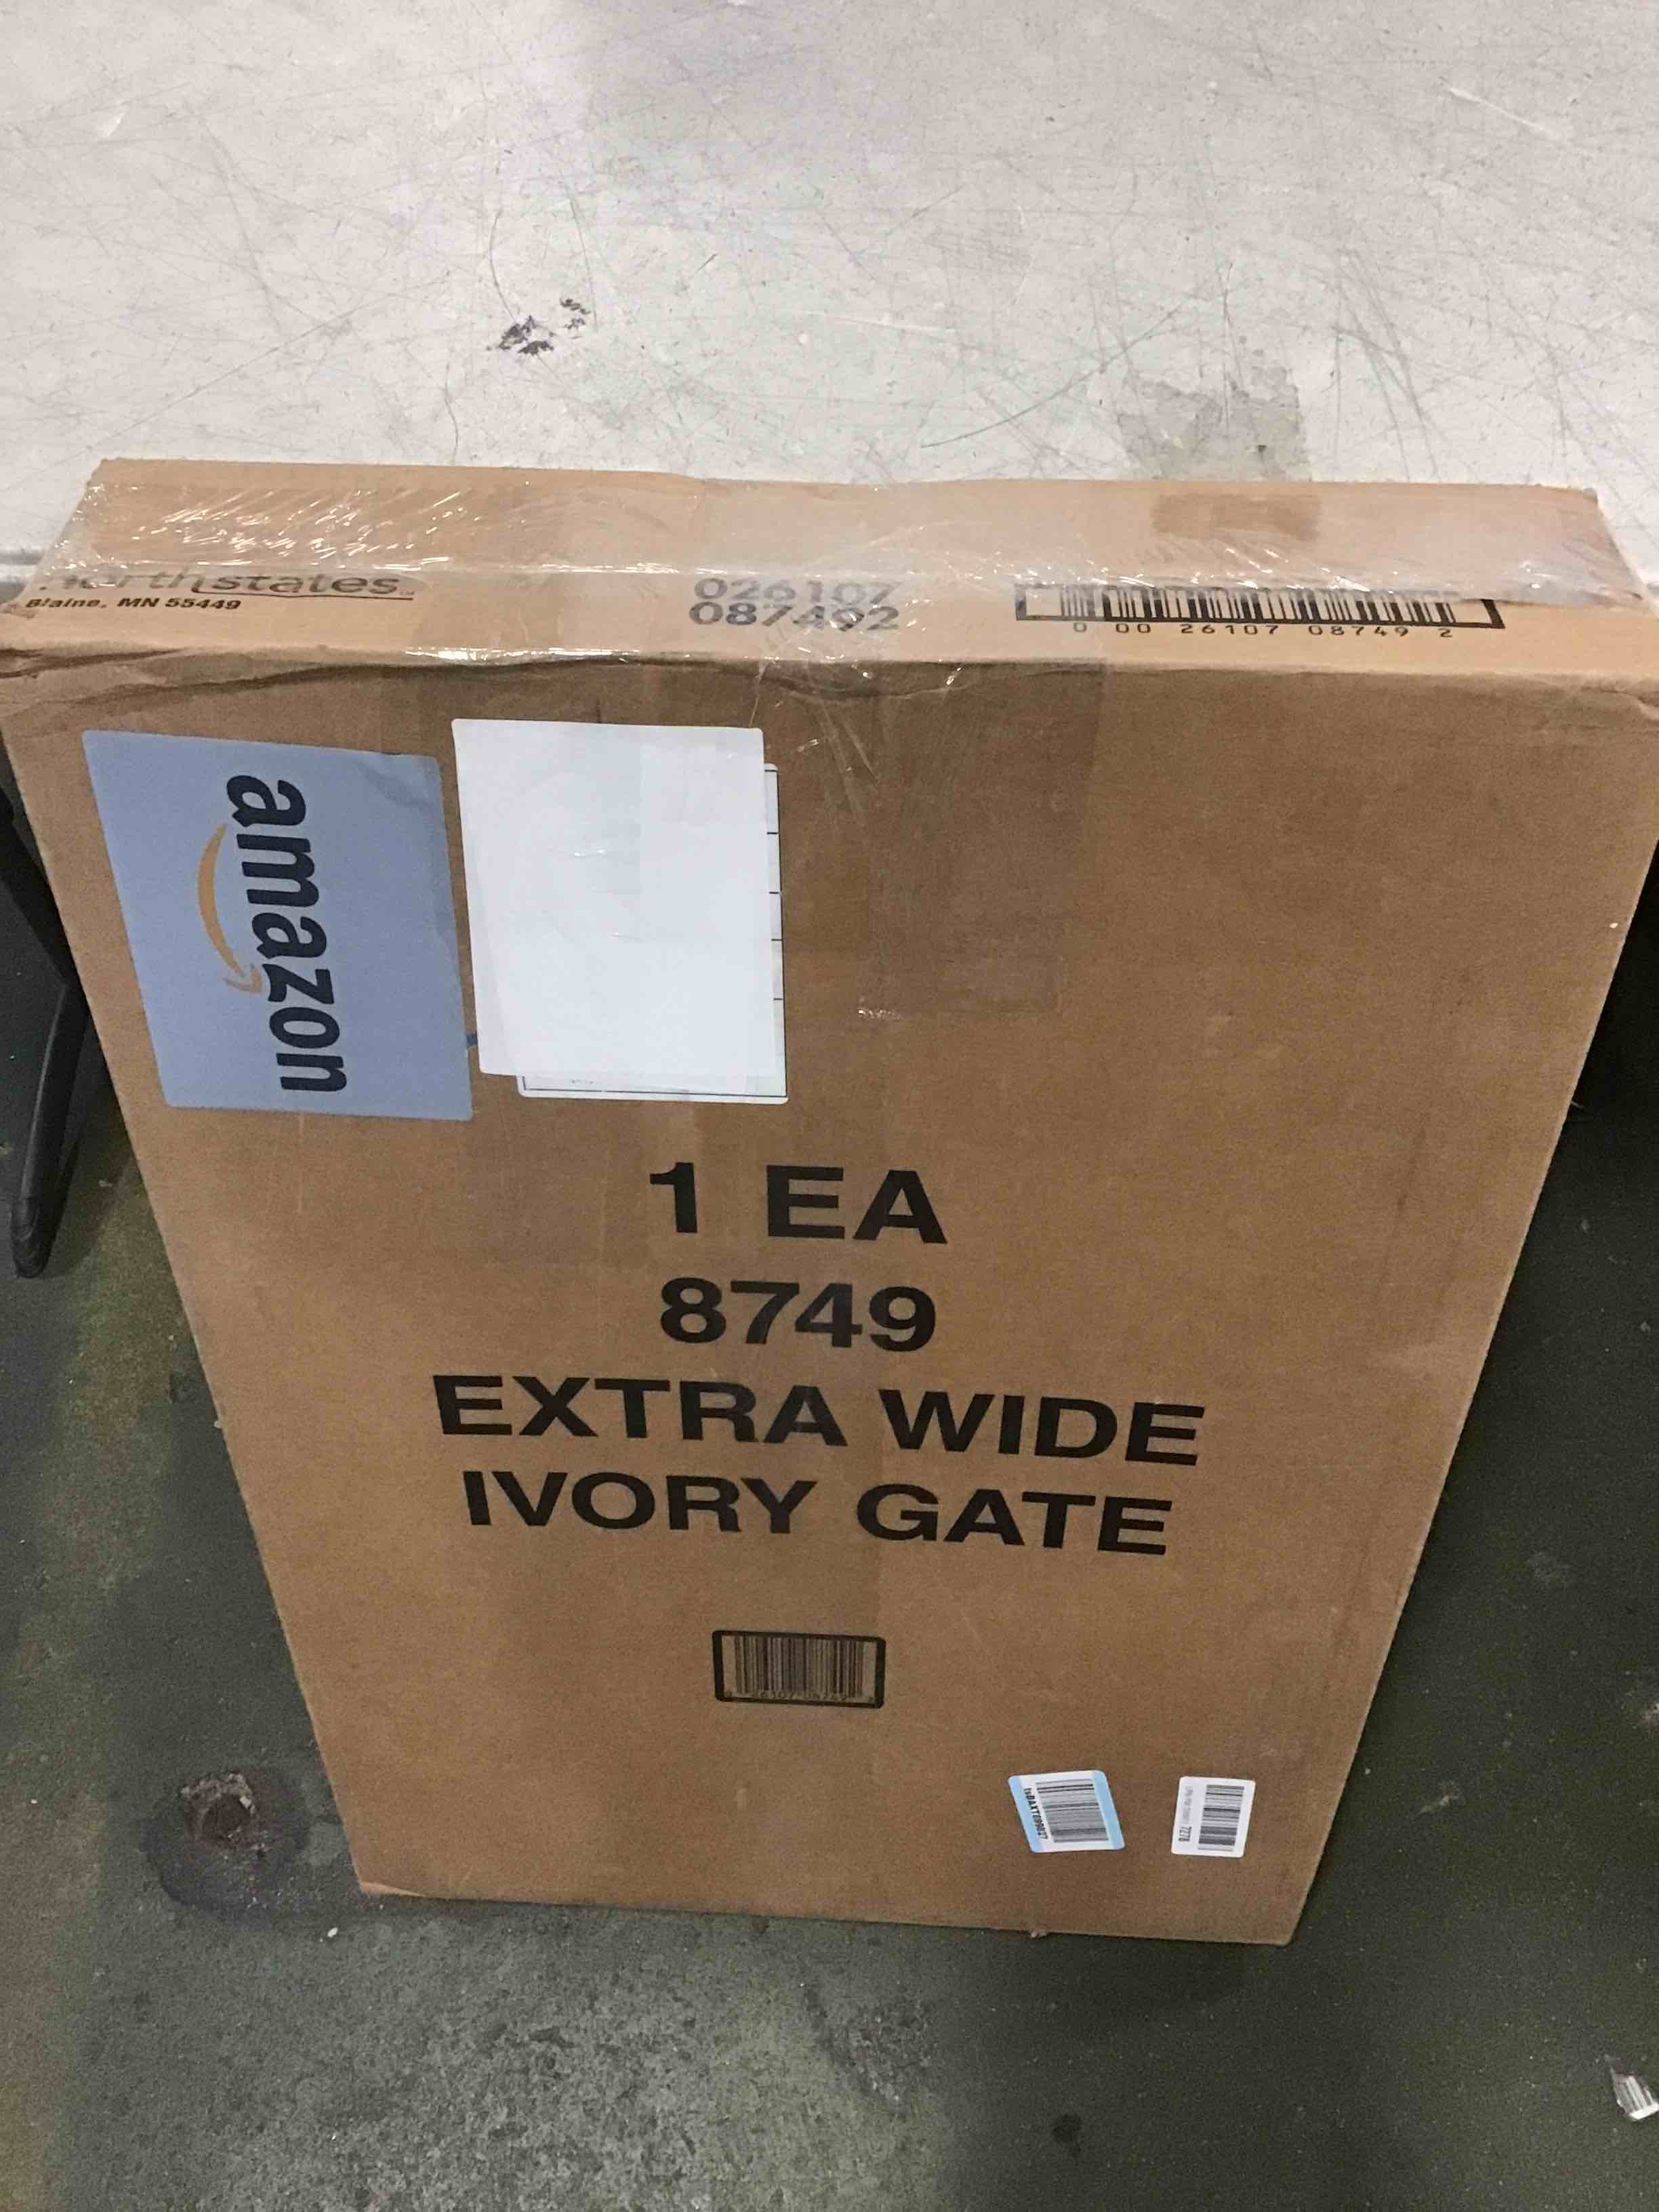 northstates
Blaine, MN 55449
026107
087492
0 00 26107 08749 2
amazon
1 EA
8749
EXTRA WIDE
IVORY GATE
7278